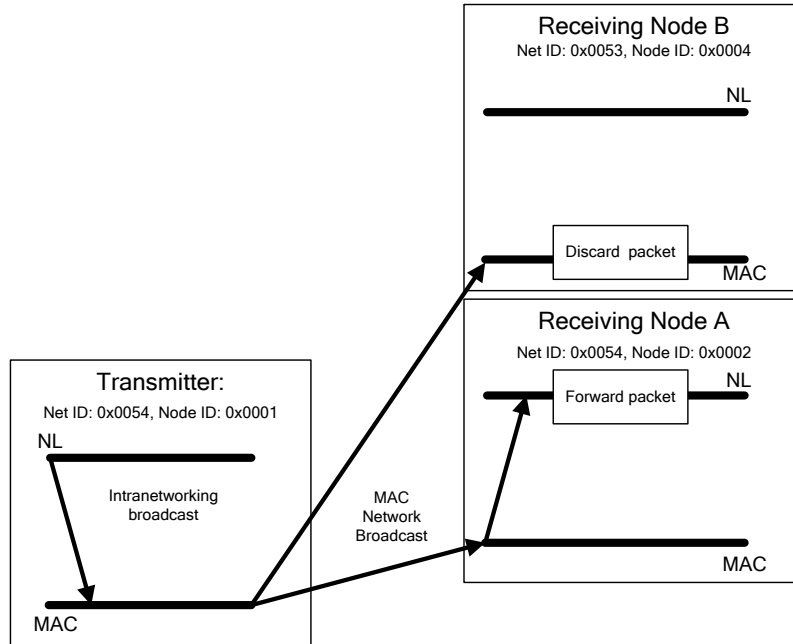 Receiving Node B
Net ID: 0x0053, Node ID: 0x0004
NL
Discard packet
MAC
Receiving Node A
Net ID: 0x0054, Node ID: 0x0002
NL
Forward packet
MAC
Transmitter:
Net ID: 0x0054, Node ID: 0x0001
NL
Intranetworking
broadcast
MAC
MAC
Network
Broadcast